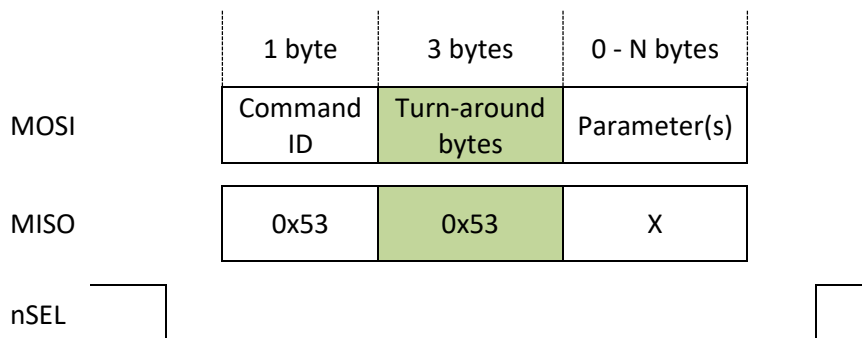 1 byte 3 bytes 0 - N bytes
MOSI Command ID Turn-around bytes Parameter(s)
MISO 0x53 0x53 X
nSEL